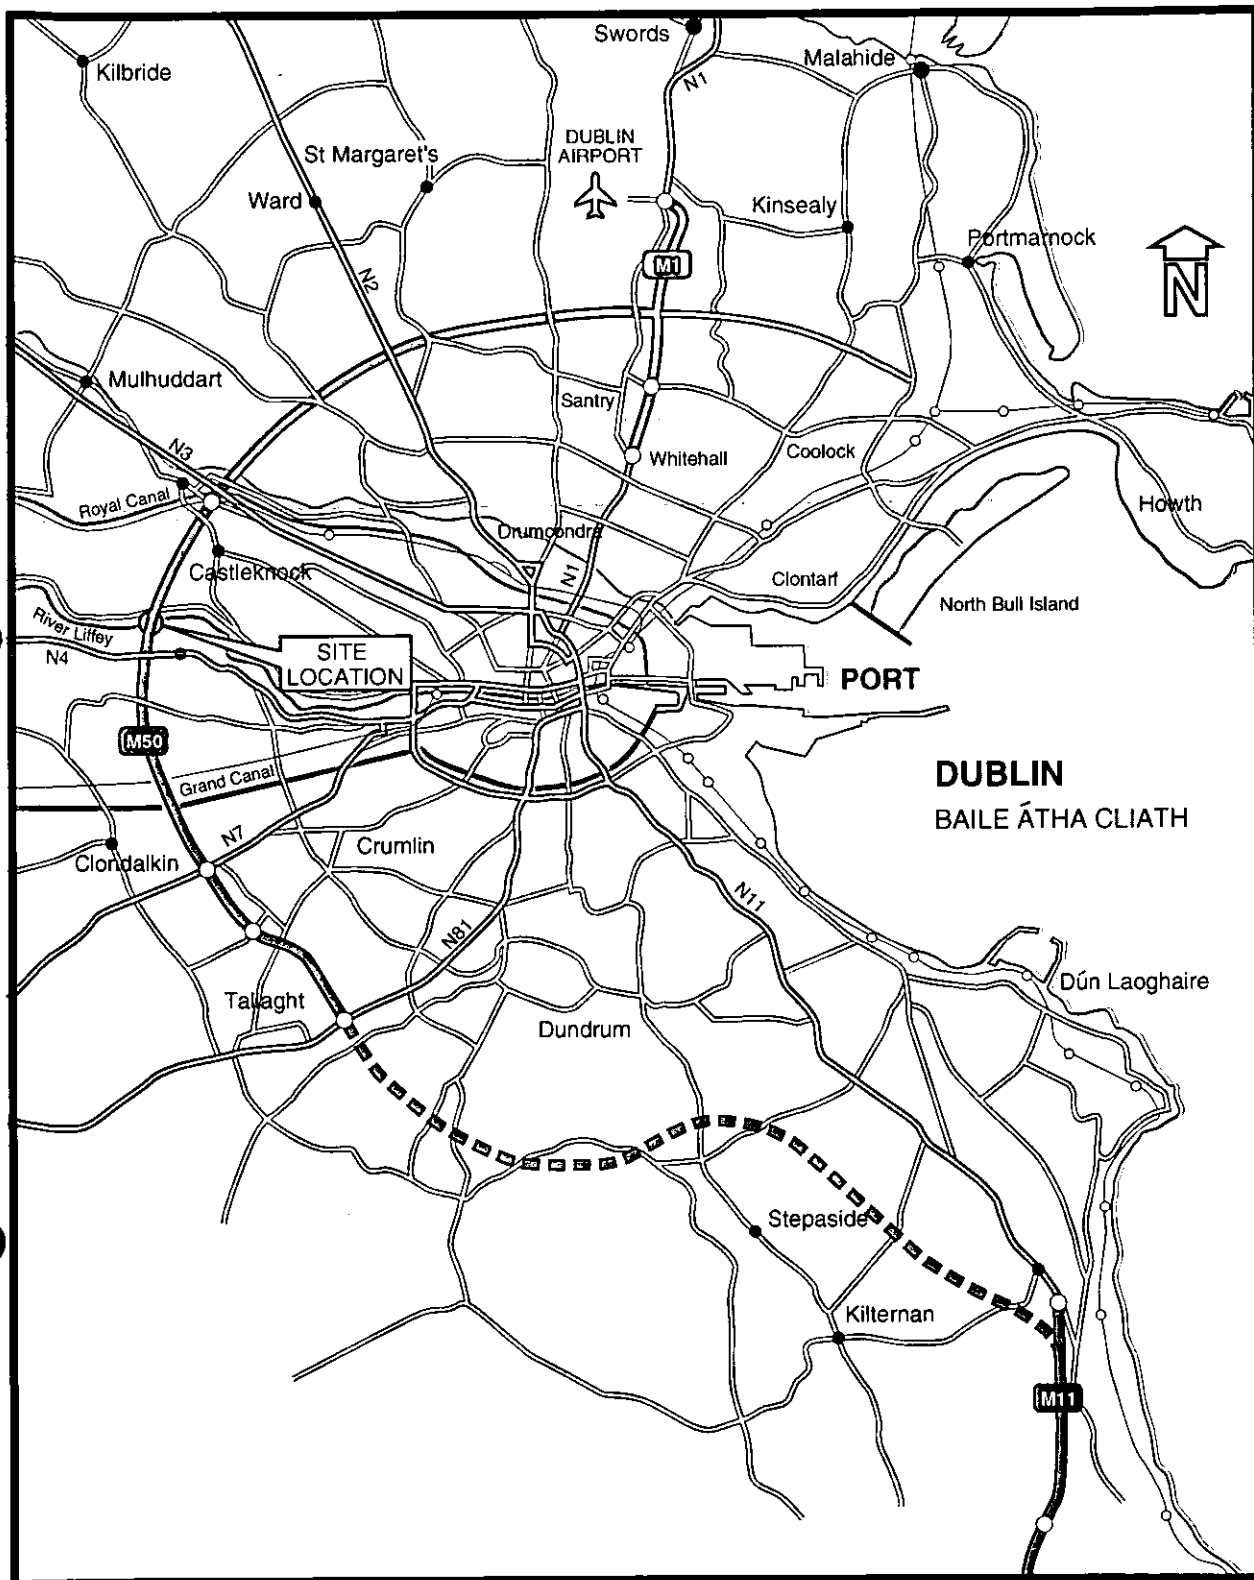 Swords
Malahide
Kilbride
N1
DUBLIN
AIRPORT
St Margaret's
Ward
Kinsealy
Portmarnock
N2
M1
N
Mulhuddart
Santry
N3
Whitehall
Coolock
Royal Canal
Howth
Drumcondra
Castleknock
N1
Clontarf
North Bull Island
River Liffey
N4
SITE
LOCATION
PORT
M50
Grand Canal
DUBLIN
BAILE ÁTHA CLIATH
N7
Crumlin
Clondalkin
N11
N81
Tallaght
Dún Laoghaire
Dundrum
Stepaside
Kilternan
M11